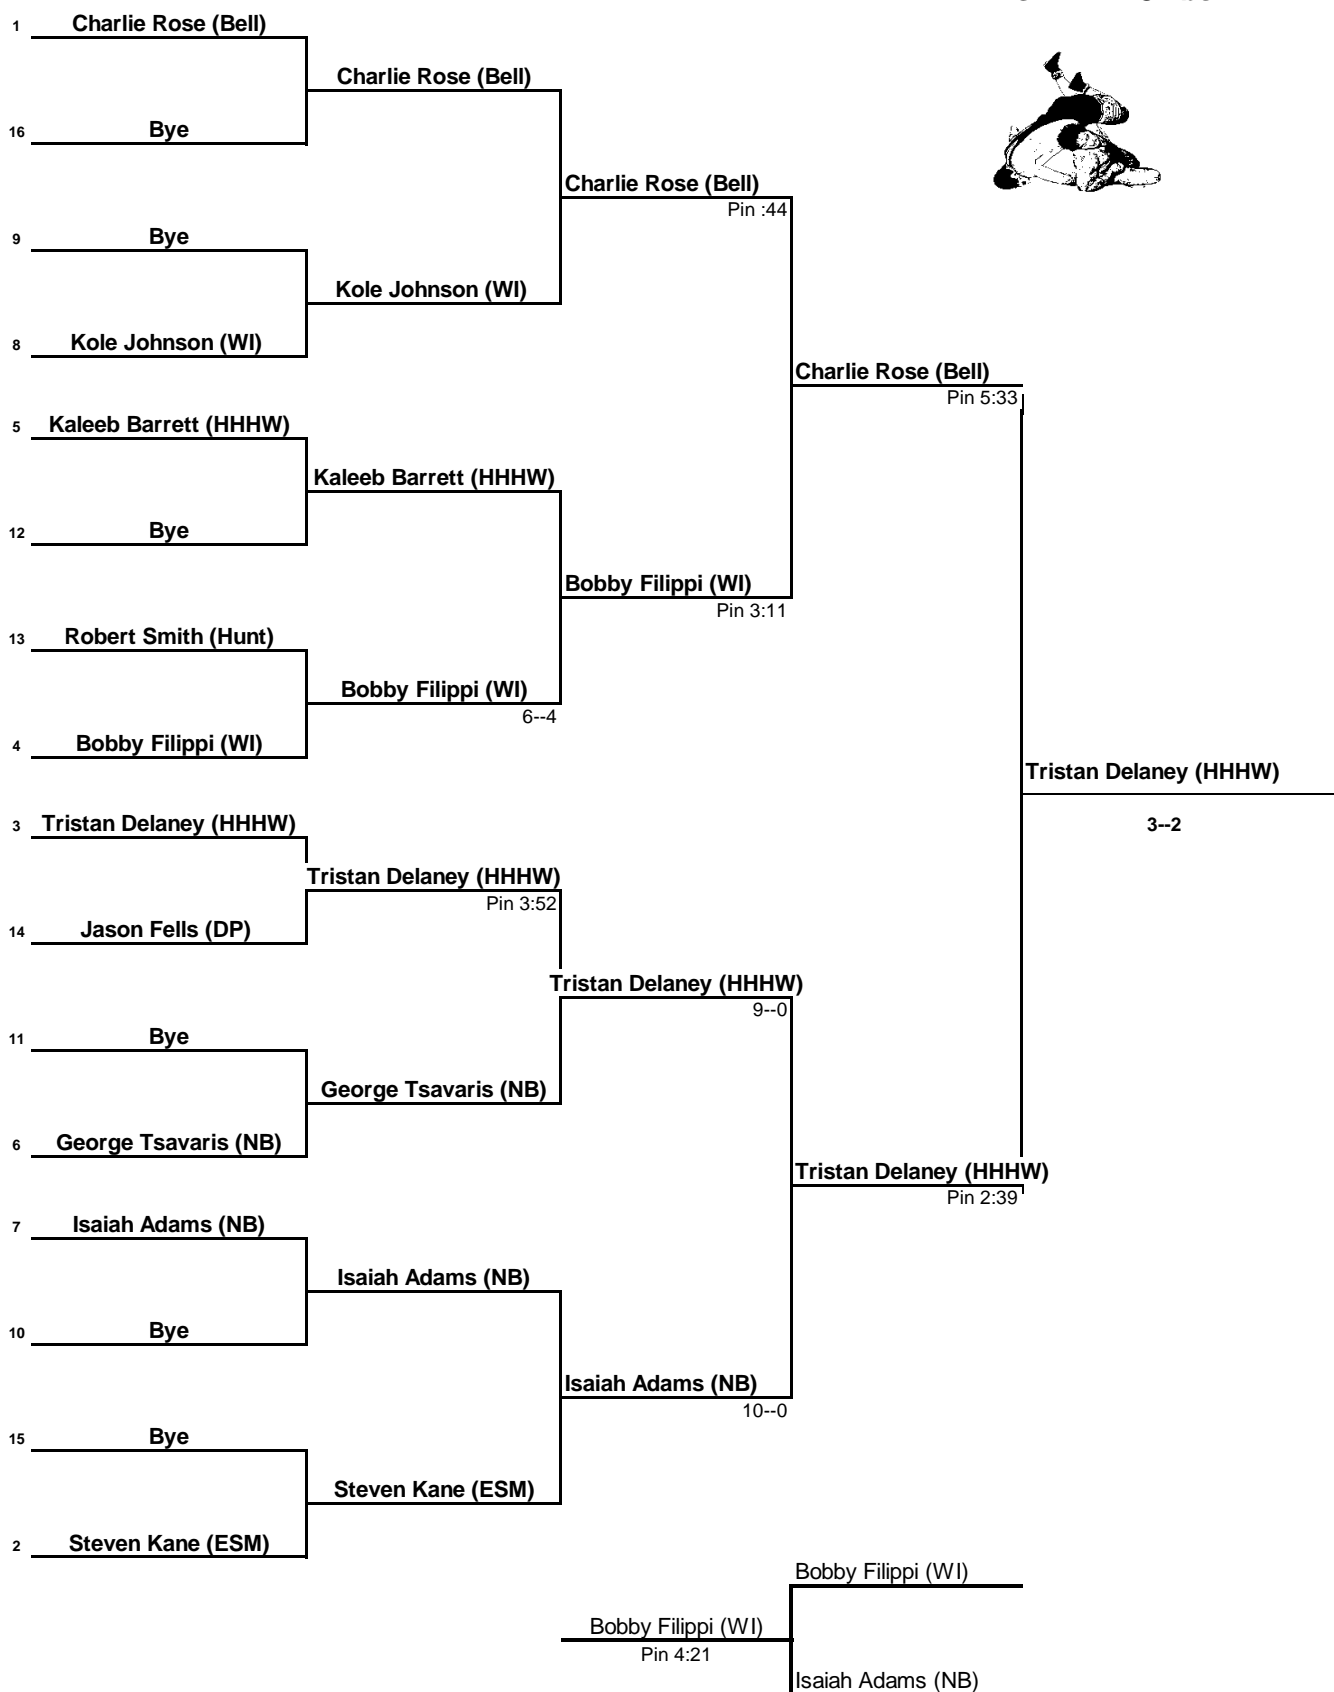 1 Charlie Rose (Bell)
Charlie Rose (Bell)
16 Bye
Charlie Rose (Bell)
Pin :44
9 Bye
Kole Johnson (WI)
8 Kole Johnson (WI)
Charlie Rose (Bell)
Pin 5:33
5 Kaleeb Barrett (HHHW)
Kaleeb Barrett (HHHW)
12 Bye
Bobby Filippi (WI)
Pin 3:11
13 Robert Smith (Hunt)
Bobby Filippi (WI)
6--4
4 Bobby Filippi (WI)
Tristan Delaney (HHHW)
3--2
3 Tristan Delaney (HHHW)
Tristan Delaney (HHHW)
Pin 3:52
14 Jason Fells (DP)
Tristan Delaney (HHHW)
9--0
11 Bye
George Tsavaris (NB)
6 George Tsavaris (NB)
Tristan Delaney (HHHW)
Pin 2:39
7 Isaiah Adams (NB)
Isaiah Adams (NB)
10 Bye
Isaiah Adams (NB)
10--0
15 Bye
Steven Kane (ESM)
2 Steven Kane (ESM)
Bobby Filippi (WI)
Bobby Filippi (WI)
Pin 4:21
Isaiah Adams (NB)